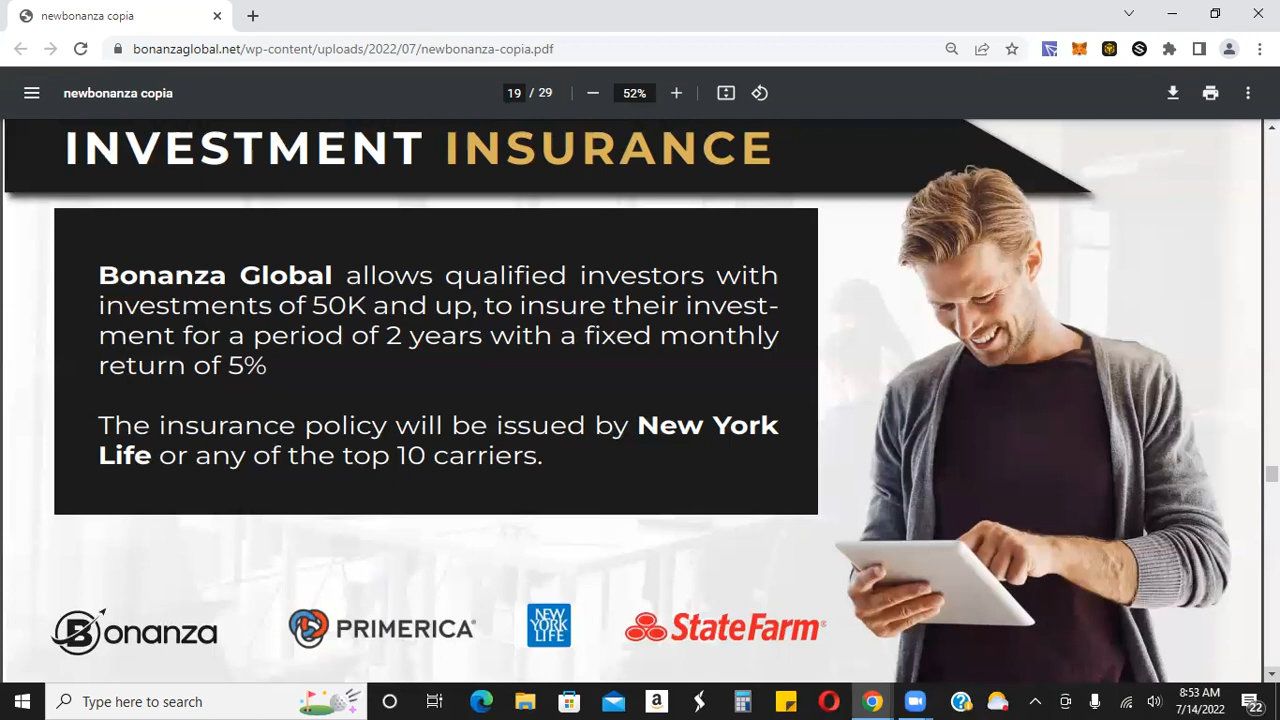 newbonanza copia
bonanzaglobal.net/wp-content/uploads/2022/07/newbonanza-copia.pdf
newbonanza copia
19 / 29
52%
INVESTMENT INSURANCE
Bonanza Global allows qualified investors with
investments of 50K and up, to insure their invest-
ment for a period of 2 years with a fixed monthly
return of 5%
The insurance policy will be issued by New York
Life or any of the top 10 carriers.
Bonanza
PRIMERICA
NEW
YORK
LIFE
StateFarm
Type here to search
8:53 AM
7/14/2022
22